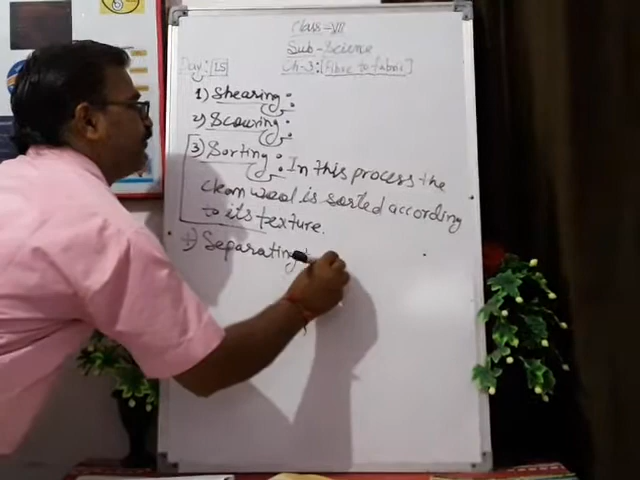 Class-VII
Sub-Science
Day: 15 Ch-3: [Fibre to fabric]
1) Shearing:
2) Scouring:
3) Sorting: In this process the
clean wool is sorted according
to its texture.
4) Separating